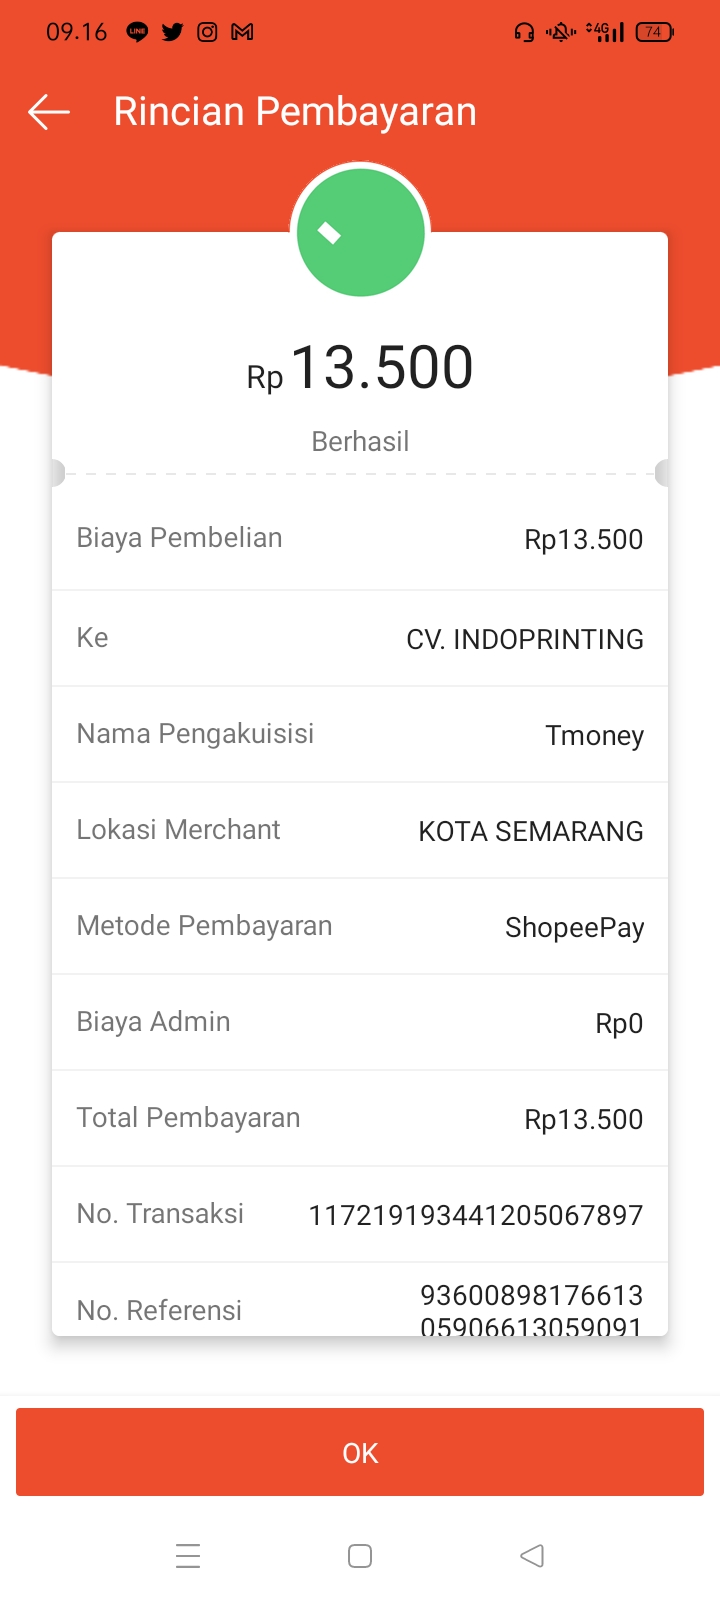 09.16 LINE 4G 74
Rincian Pembayaran
Rp 13.500
Berhasil
Biaya Pembelian Rp13.500
Ke CV. INDOPRINTING
Nama Pengakuisisi Tmoney
Lokasi Merchant KOTA SEMARANG
Metode Pembayaran ShopeePay
Biaya Admin Rp0
Total Pembayaran Rp13.500
No. Transaksi 117219193441205067897
No. Referensi 93600898176613
05906613059091
OK